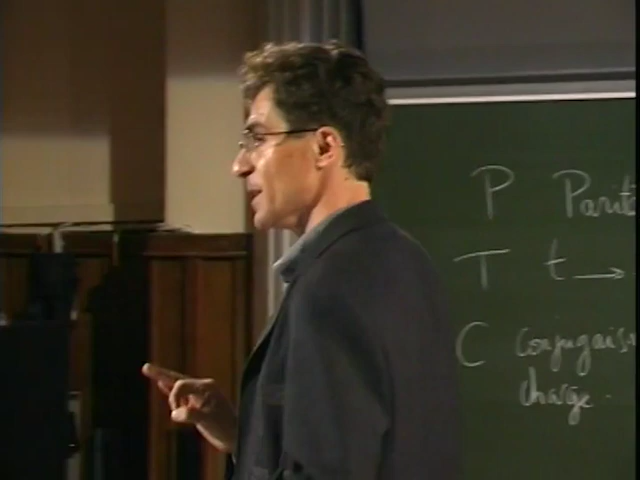 P Parit
T t →
C conjugais
charge.